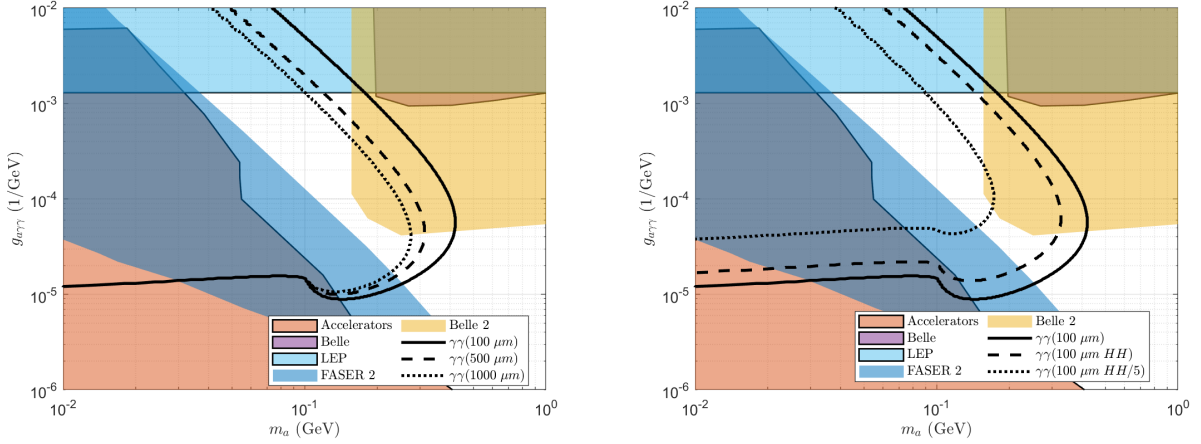 10^-2
10^-3
10^-4
10^-5
10^-6
g_aγγ (1/GeV)
Accelerators
Belle
LEP
FASER 2
Belle 2
γγ(100 μm)
γγ(500 μm)
γγ(1000 μm)
10^-2
10^-1
10^0
m_a (GeV)
10^-2
10^-3
10^-4
10^-5
10^-6
g_aγγ (1/GeV)
Accelerators
Belle
LEP
FASER 2
Belle 2
γγ(100 μm)
γγ(100 μm HH)
γγ(100 μm HH/5)
10^-2
10^-1
10^0
m_a (GeV)